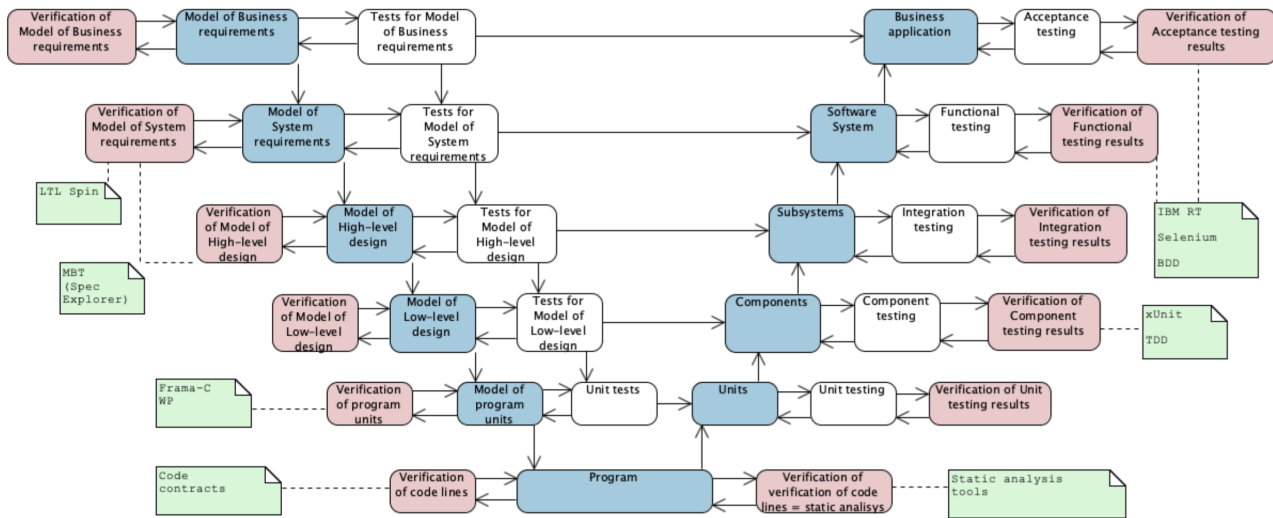 Verification of
Model of Business
requirements
Model of Business
requirements
Tests for Model
of Business
requirements
Business
application
Acceptance
testing
Verification of
Acceptance testing
results
Verification of
Model of System
requirements
Model of
System
requirements
Tests for
Model of
System
requirements
Software
System
Functional
testing
Verification of
Functional
testing results
LTL Spin
Verification
of Model of
High-level
design
Model of
High-level
design
Tests for
Model of
High-level
design
Subsystems
Integration
testing
Verification of
Integration
testing results
IBM RT
Selenium
BDD
MBT
(Spec
Explorer)
Verification
of Model of
Low-level
design
Model of
Low-level
design
Tests for
Model of
Low-level
design
Components
Component
testing
Verification of
Component
testing results
xUnit
TDD
Frama-C
WP
Verification
of program
units
Model of
program
units
Unit tests
Units
Unit testing
Verification of Unit
testing results
Code
contracts
Verification
of code lines
Program
Verification of
verification of code
lines = static analisys
Static analysis
tools